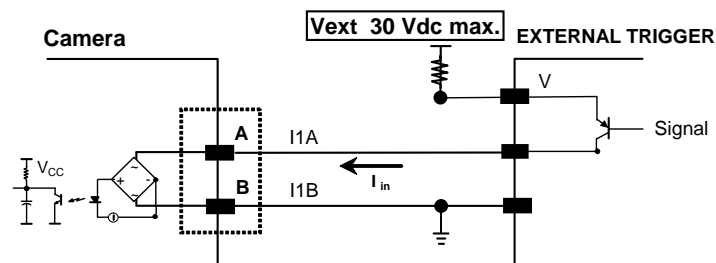 Vext 30 Vdc max.
Camera
EXTERNAL TRIGGER
V
A
I1A
Signal
VCC
I in
B
I1B
~
+
-
~